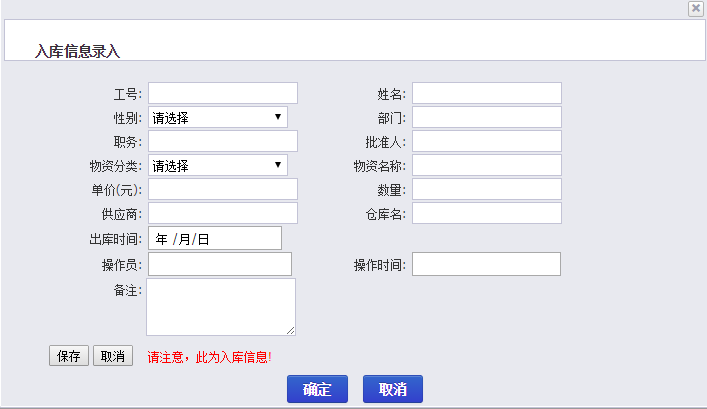 入库信息录入
工号: 姓名:
性别: 请选择 部门:
职务: 批准人:
物资分类: 请选择 物资名称:
单价(元): 数量:
供应商: 仓库名:
出库时间: 年 /月/日
操作员: 操作时间:
备注:
保存 取消 请注意，此为入库信息!
确定 取消